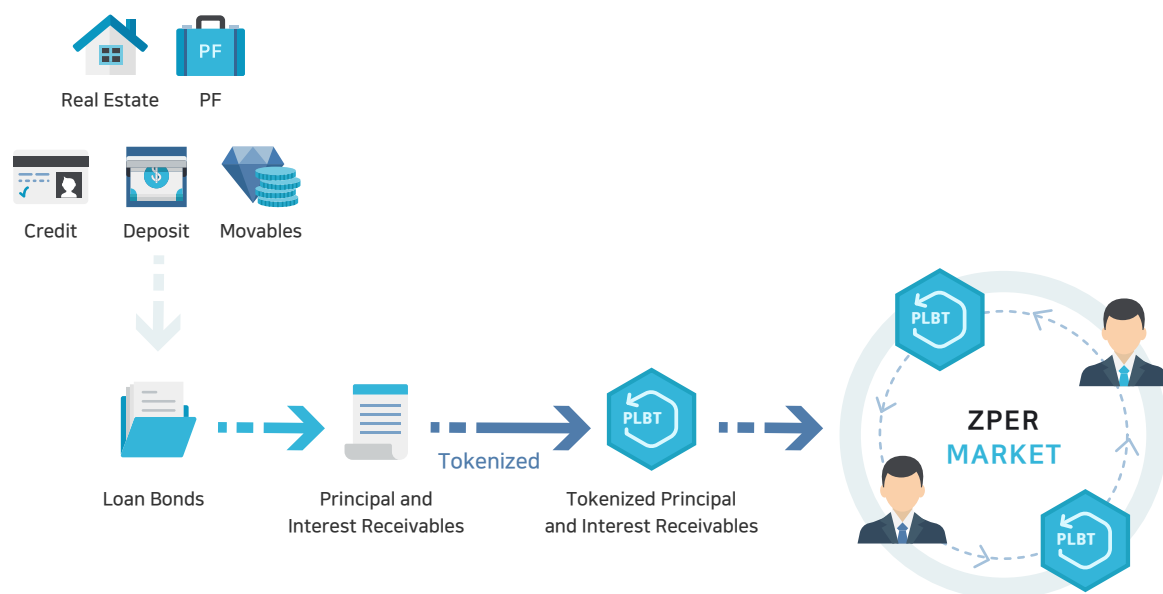 PF
Real Estate
PF
$
Credit
Deposit
Movables
PLBT
ZPER
MARKET
PLBT
Tokenized
PLBT
Loan Bonds
Principal and
Interest Receivables
Tokenized Principal
and Interest Receivables